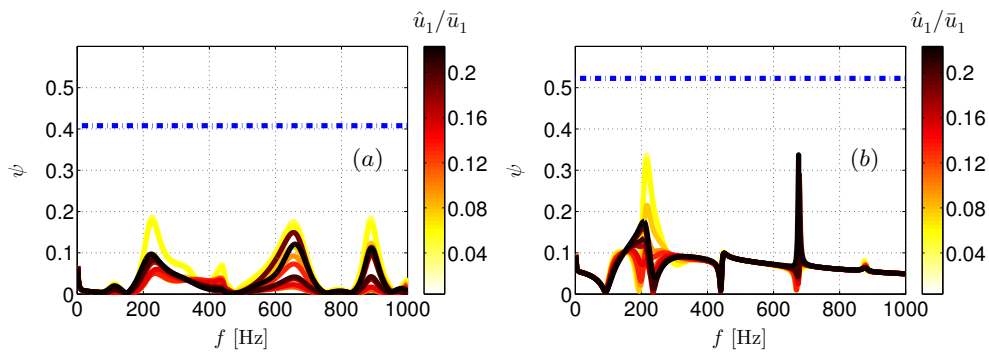 û₁/ū₁ û₁/ū₁
0.5 0.2 0.5 0.2
0.4 0.16 0.4 0.16
(a) (b)
ψ 0.3 0.12 ψ 0.3 0.12
0.2 0.08 0.2 0.08
0.1 0.04 0.1 0.04
0 0
0 200 400 600 800 1000 0 200 400 600 800 1000
f [Hz] f [Hz]